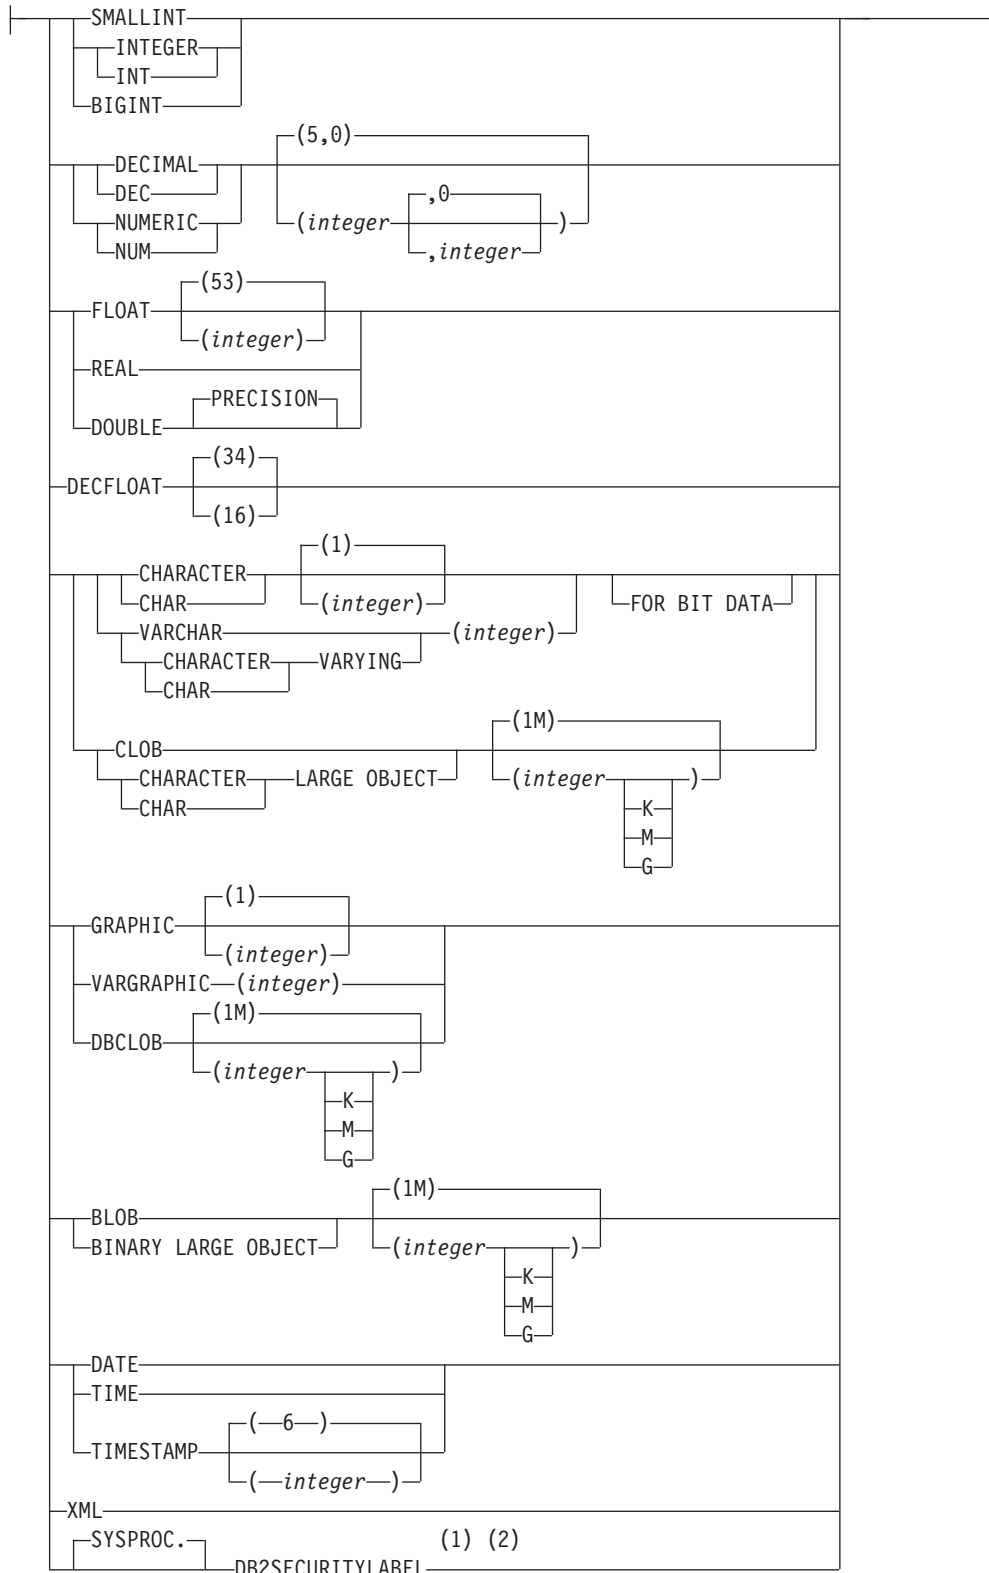 SMALLINT
INTEGER
INT
BIGINT
(5,0)
DECIMAL
DEC
,0
NUMERIC
(integer )
NUM
,integer
(53)
FLOAT
(integer)
REAL
PRECISION
DOUBLE
(34)
DECFLOAT
(16)
(1)
CHARACTER
CHAR
(integer)
FOR BIT DATA
VARCHAR
(integer)
CHARACTER
VARYING
CHAR
(1M)
CLOB
CHARACTER
LARGE OBJECT
(integer )
CHAR
K
M
G
(1)
GRAPHIC
(integer)
VARGRAPHIC (integer)
(1M)
DBCLOB
(integer )
K
M
G
(1M)
BLOB
BINARY LARGE OBJECT
(integer )
K
M
G
DATE
TIME
( 6 )
TIMESTAMP
( integer )
XML
SYSPROC.
(1) (2)
DB2SECURITYLABEL